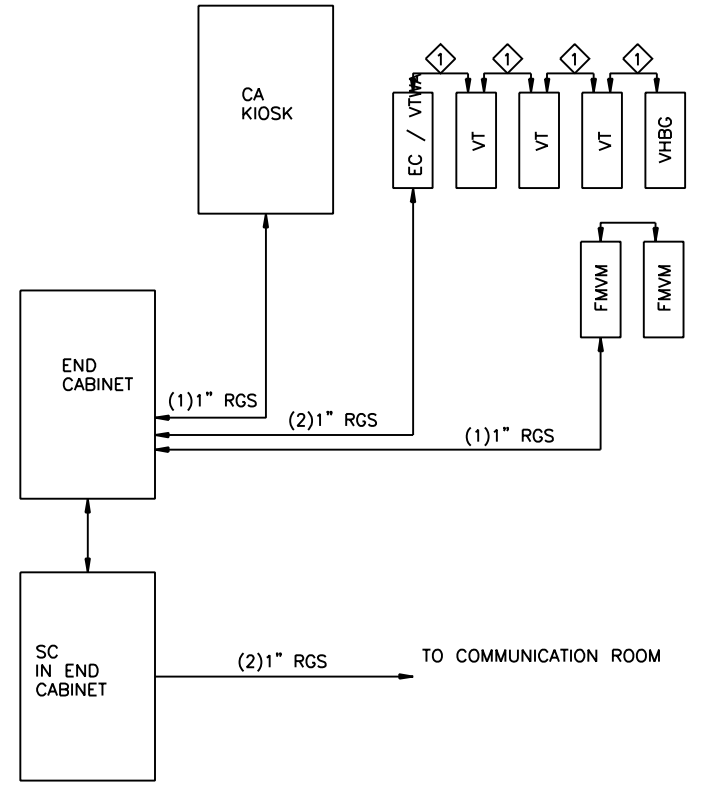 1
1
1
1
CA
KIOSK
EC / VTWA
VT
VT
VT
VHBG
FMVM
FMVM
END
CABINET
(1)1" RGS
(2)1" RGS
(1)1" RGS
SC
IN END
CABINET
(2)1" RGS
TO COMMUNICATION ROOM